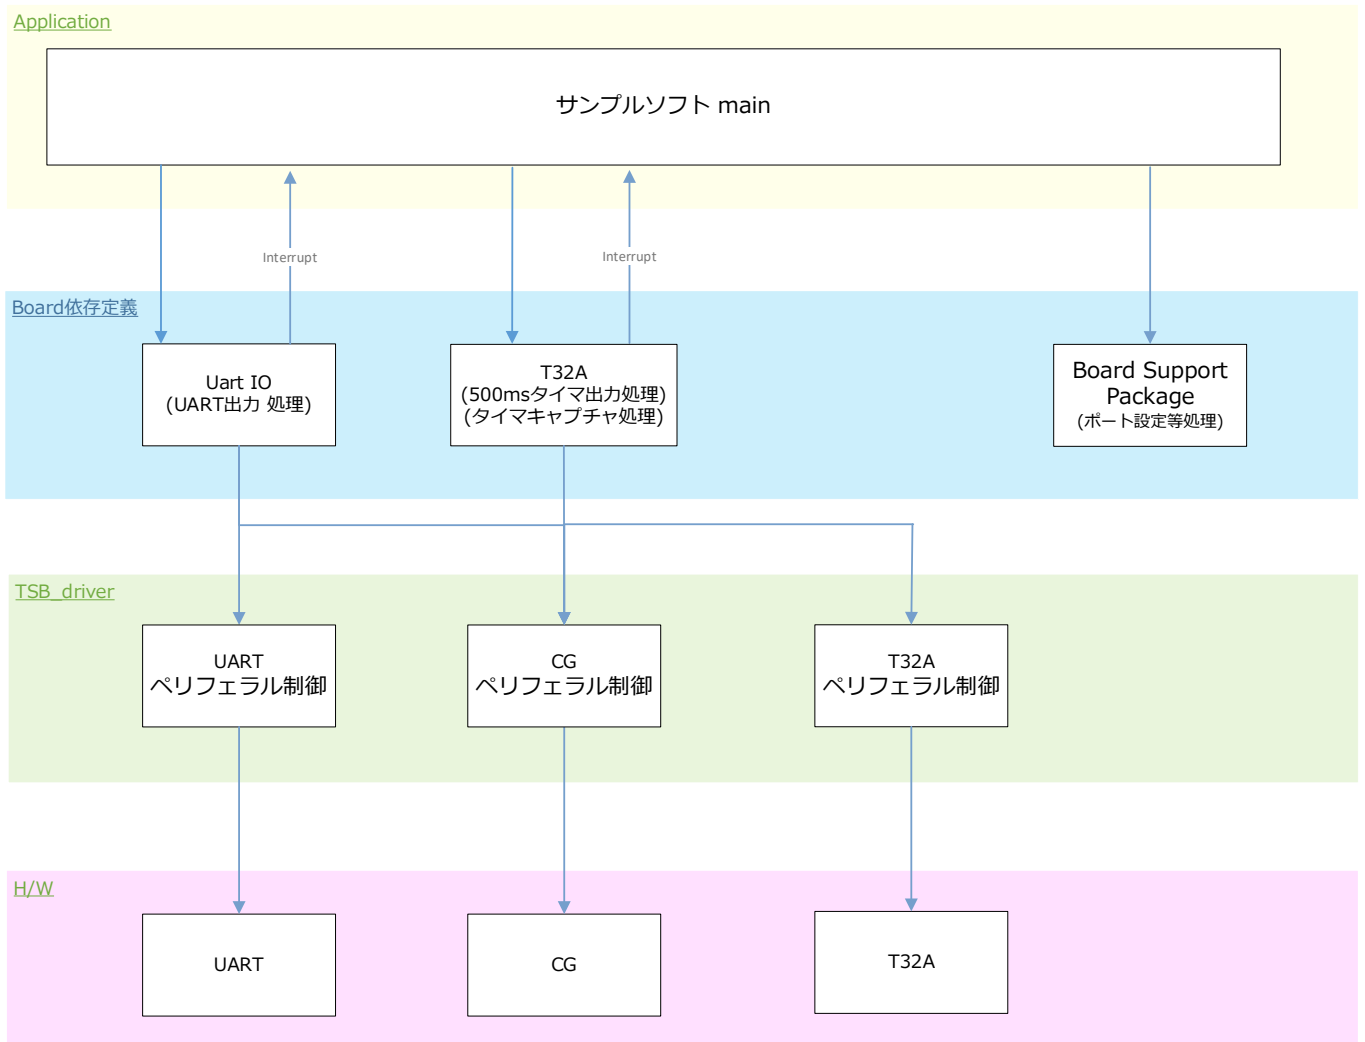 Application
サンプルソフト main
Interrupt
Interrupt
Board依存定義
Uart IO
(UART出力 処理)
T32A
(500msタイマ出力処理)
(タイマキャプチャ処理)
Board Support
Package
(ポート設定等処理)
TSB_driver
UART
ペリフェラル制御
CG
ペリフェラル制御
T32A
ペリフェラル制御
H/W
UART
CG
T32A